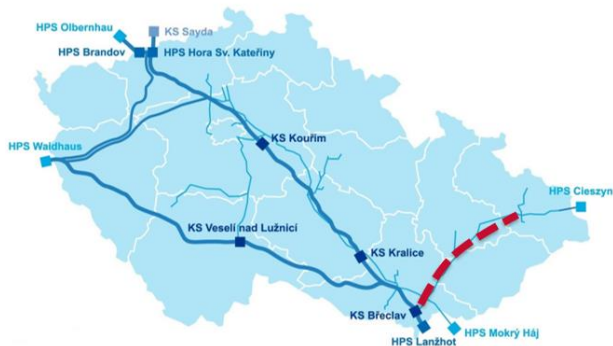 HPS Olbernhau
KS Sayda
HPS Brandov
HPS Hora Sv. Kateřiny
HPS Waidhaus
KS Kouřim
HPS Cieszyn
KS Veselí nad Lužnicí
KS Kralice
KS Břeclav
HPS Mokrý Háj
HPS Lanžhot